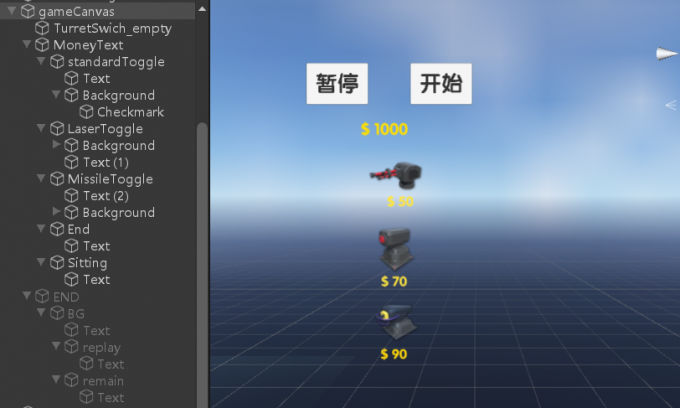 gameCanvas
TurretSwich_empty
MoneyText
standardToggle
Text
Background
Checkmark
LaserToggle
Background
Text (1)
MissileToggle
Text (2)
Background
End
Text
Sitting
Text
END
BG
Text
replay
Text
remain
Text
暂停
开始
$ 1000
$ 50
$ 70
$ 90